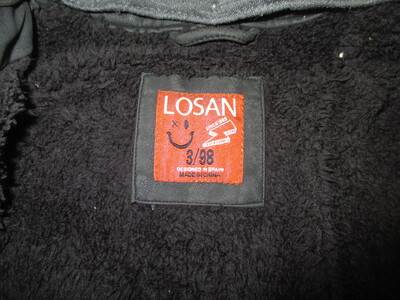 LOSAN
3/98
DESIGNED IN SPAIN
MADE IN CHINA